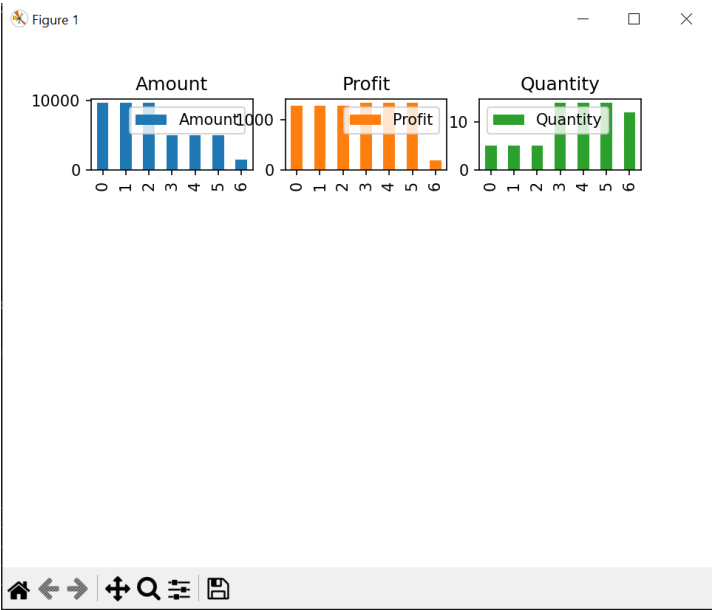 Figure 1
Amount Profit Quantity
10000 Amount 1000 Profit 10 Quantity
0 0 0
0 1 2 3 4 5 6 0 1 2 3 4 5 6 0 1 2 3 4 5 6